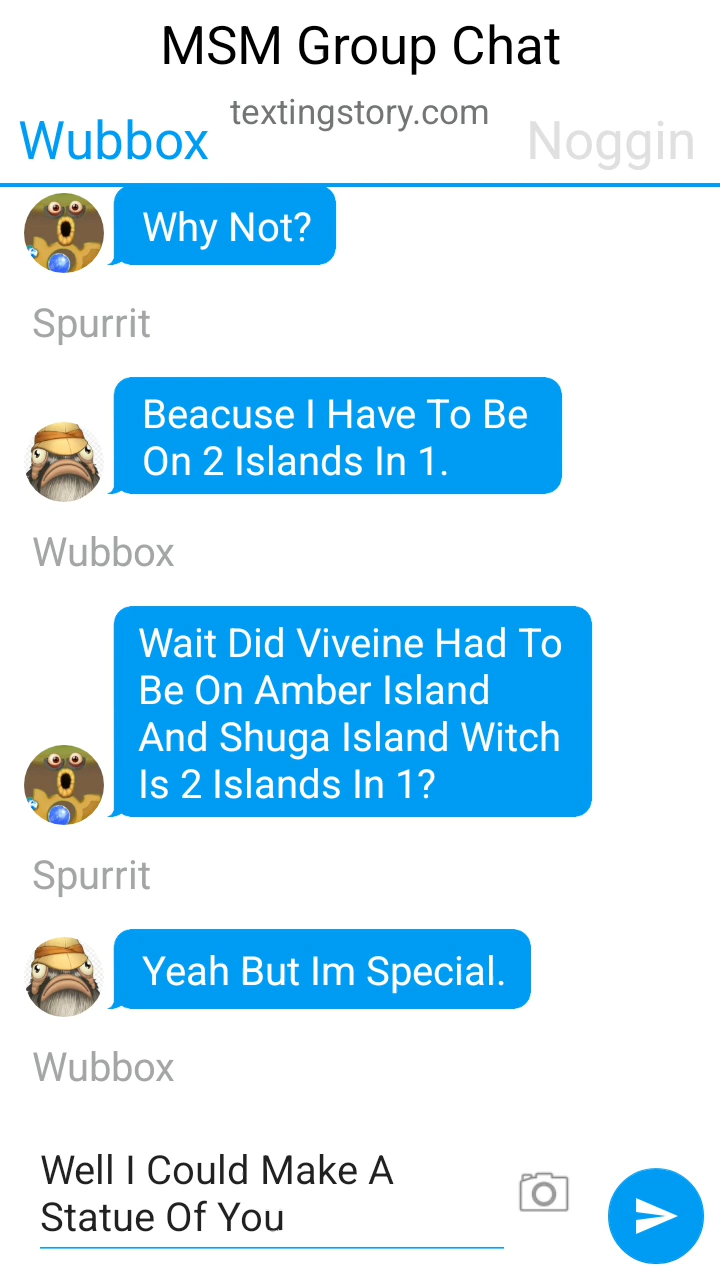 MSM Group Chat
textingstory.com
Wubbox
Noggin
Why Not?
Spurrit
Beacuse I Have To Be
On 2 Islands In 1.
Wubbox
Wait Did Viveine Had To
Be On Amber Island
And Shuga Island Witch
Is 2 Islands In 1?
Spurrit
Yeah But Im Special.
Wubbox
Well I Could Make A
Statue Of You